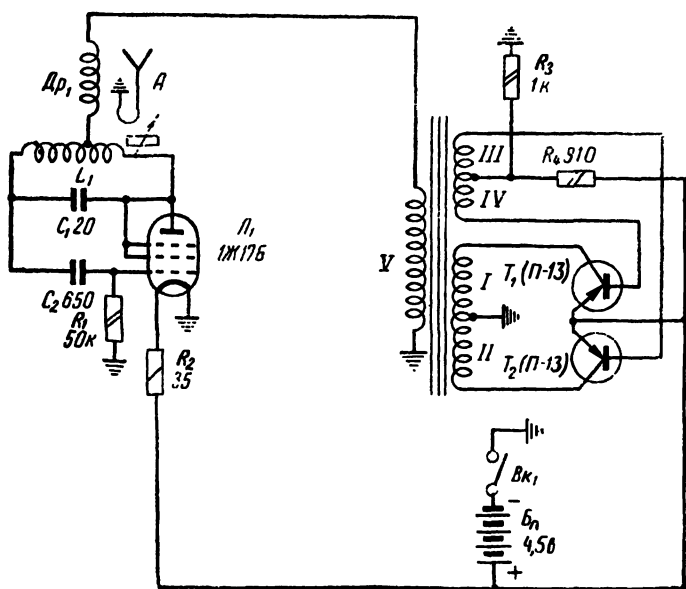 Др₁
A
R₃
1к
L₁
III
R₄ 910
C₁ 20
Л₁
1Ж17Б
IV
V
I
T₁ (П-13)
C₂ 650
R₁
50к
R₂
35
II
T₂ (П-13)
Вк₁
−
Бп
4,5в
+